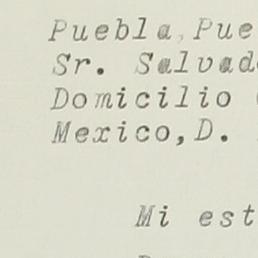 Puebla, Pue
Sr. Salvad
Domicilio
Mexico, D.
Mi est